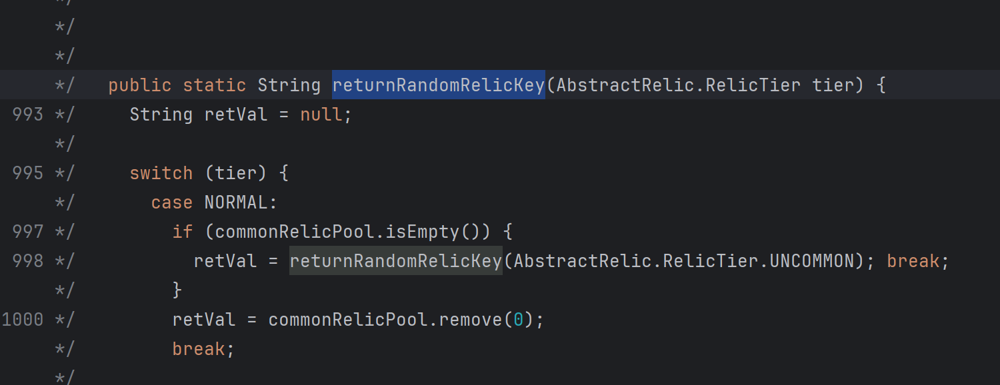 */
*/
*/
*/ public static String returnRandomRelicKey(AbstractRelic.RelicTier tier) {
993 */ String retVal = null;
*/
995 */ switch (tier) {
*/ case NORMAL:
997 */ if (commonRelicPool.isEmpty()) {
998 */ retVal = returnRandomRelicKey(AbstractRelic.RelicTier.UNCOMMON); break;
*/ }
1000 */ retVal = commonRelicPool.remove(0);
*/ break;
*/